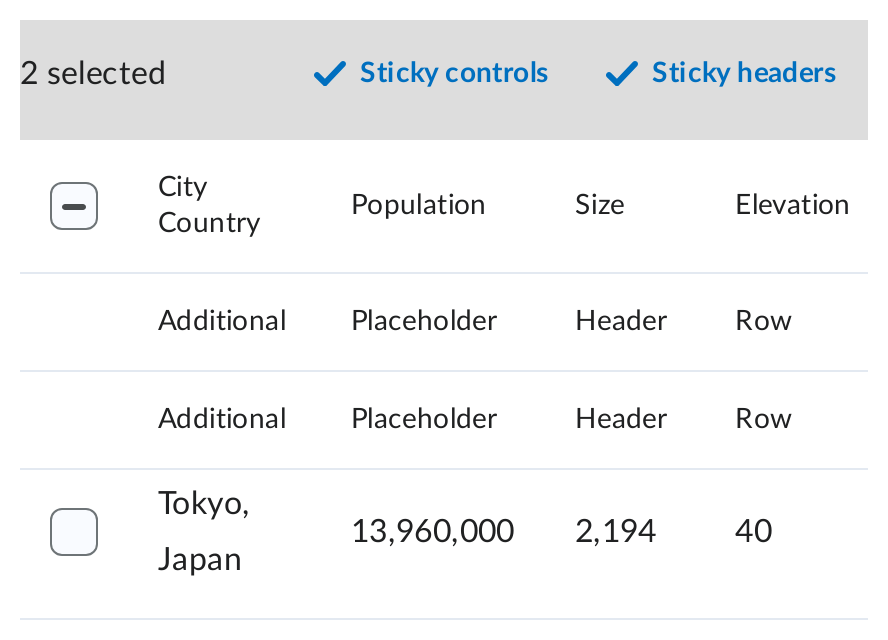 2 selected Sticky controls Sticky headers
City
Country Population Size Elevation
Additional Placeholder Header Row
Additional Placeholder Header Row
Tokyo,
Japan 13,960,000 2,194 40